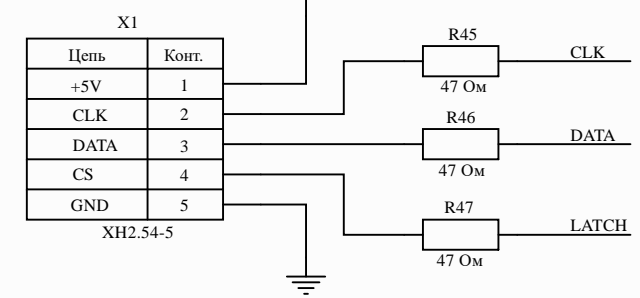 X1
Цепь Конт.
+5V 1
CLK 2
DATA 3
CS 4
GND 5
XH2.54-5
R45
CLK
47 Ом
R46
DATA
47 Ом
R47
LATCH
47 Ом